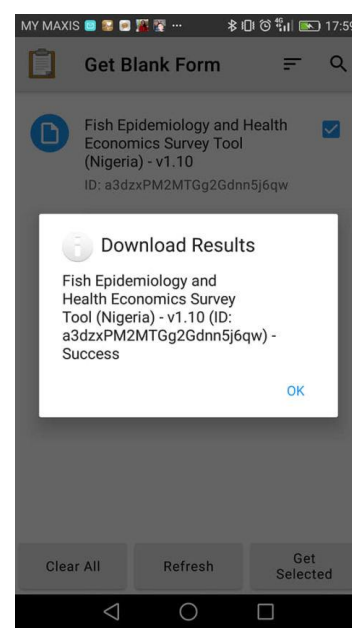 MY MAXIS ... 4G 17:59
Get Blank Form
Fish Epidemiology and Health
Economics Survey Tool
(Nigeria) - v1.10
ID: a3dzxPM2MTGg2Gdnn5j6qw
Download Results
Fish Epidemiology and
Health Economics Survey
Tool (Nigeria) - v1.10 (ID:
a3dzxPM2MTGg2Gdnn5j6qw) -
Success
OK
Clear All
Refresh
Get
Selected